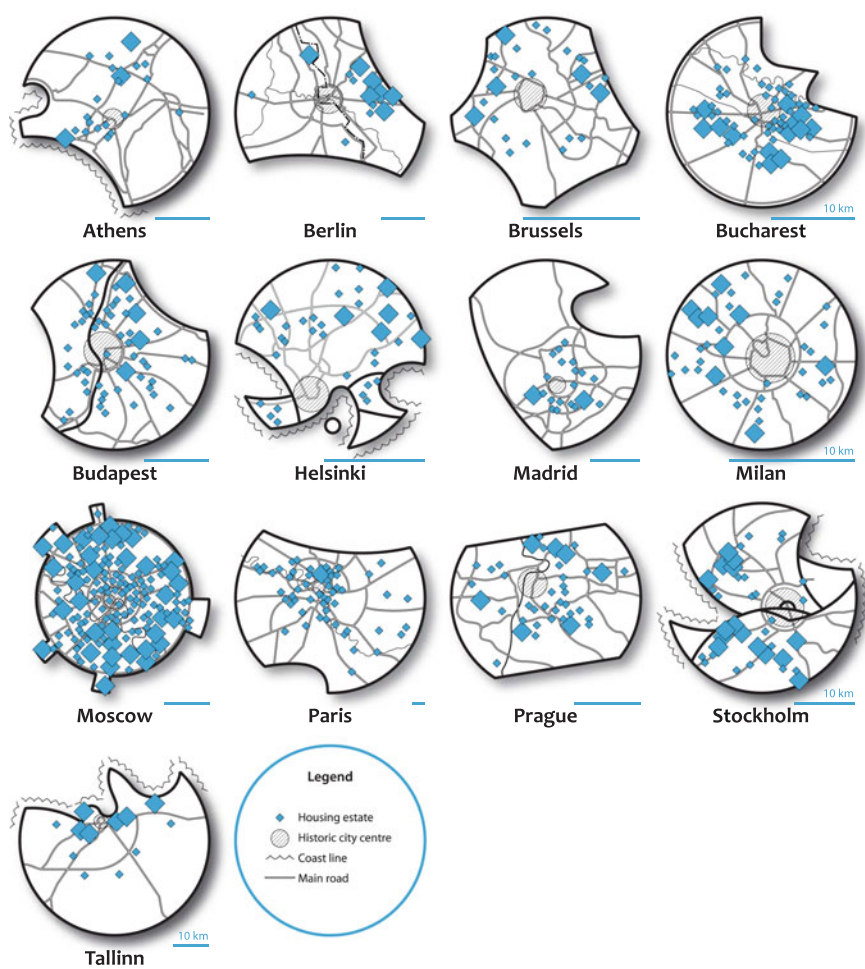 Athens
Berlin
Brussels
10 km
Bucharest
Budapest
Helsinki
Madrid
10 km
Milan
Moscow
Paris
Prague
10 km
Stockholm
10 km
Tallinn
Legend
Housing estate
Historic city centre
Coast line
Main road